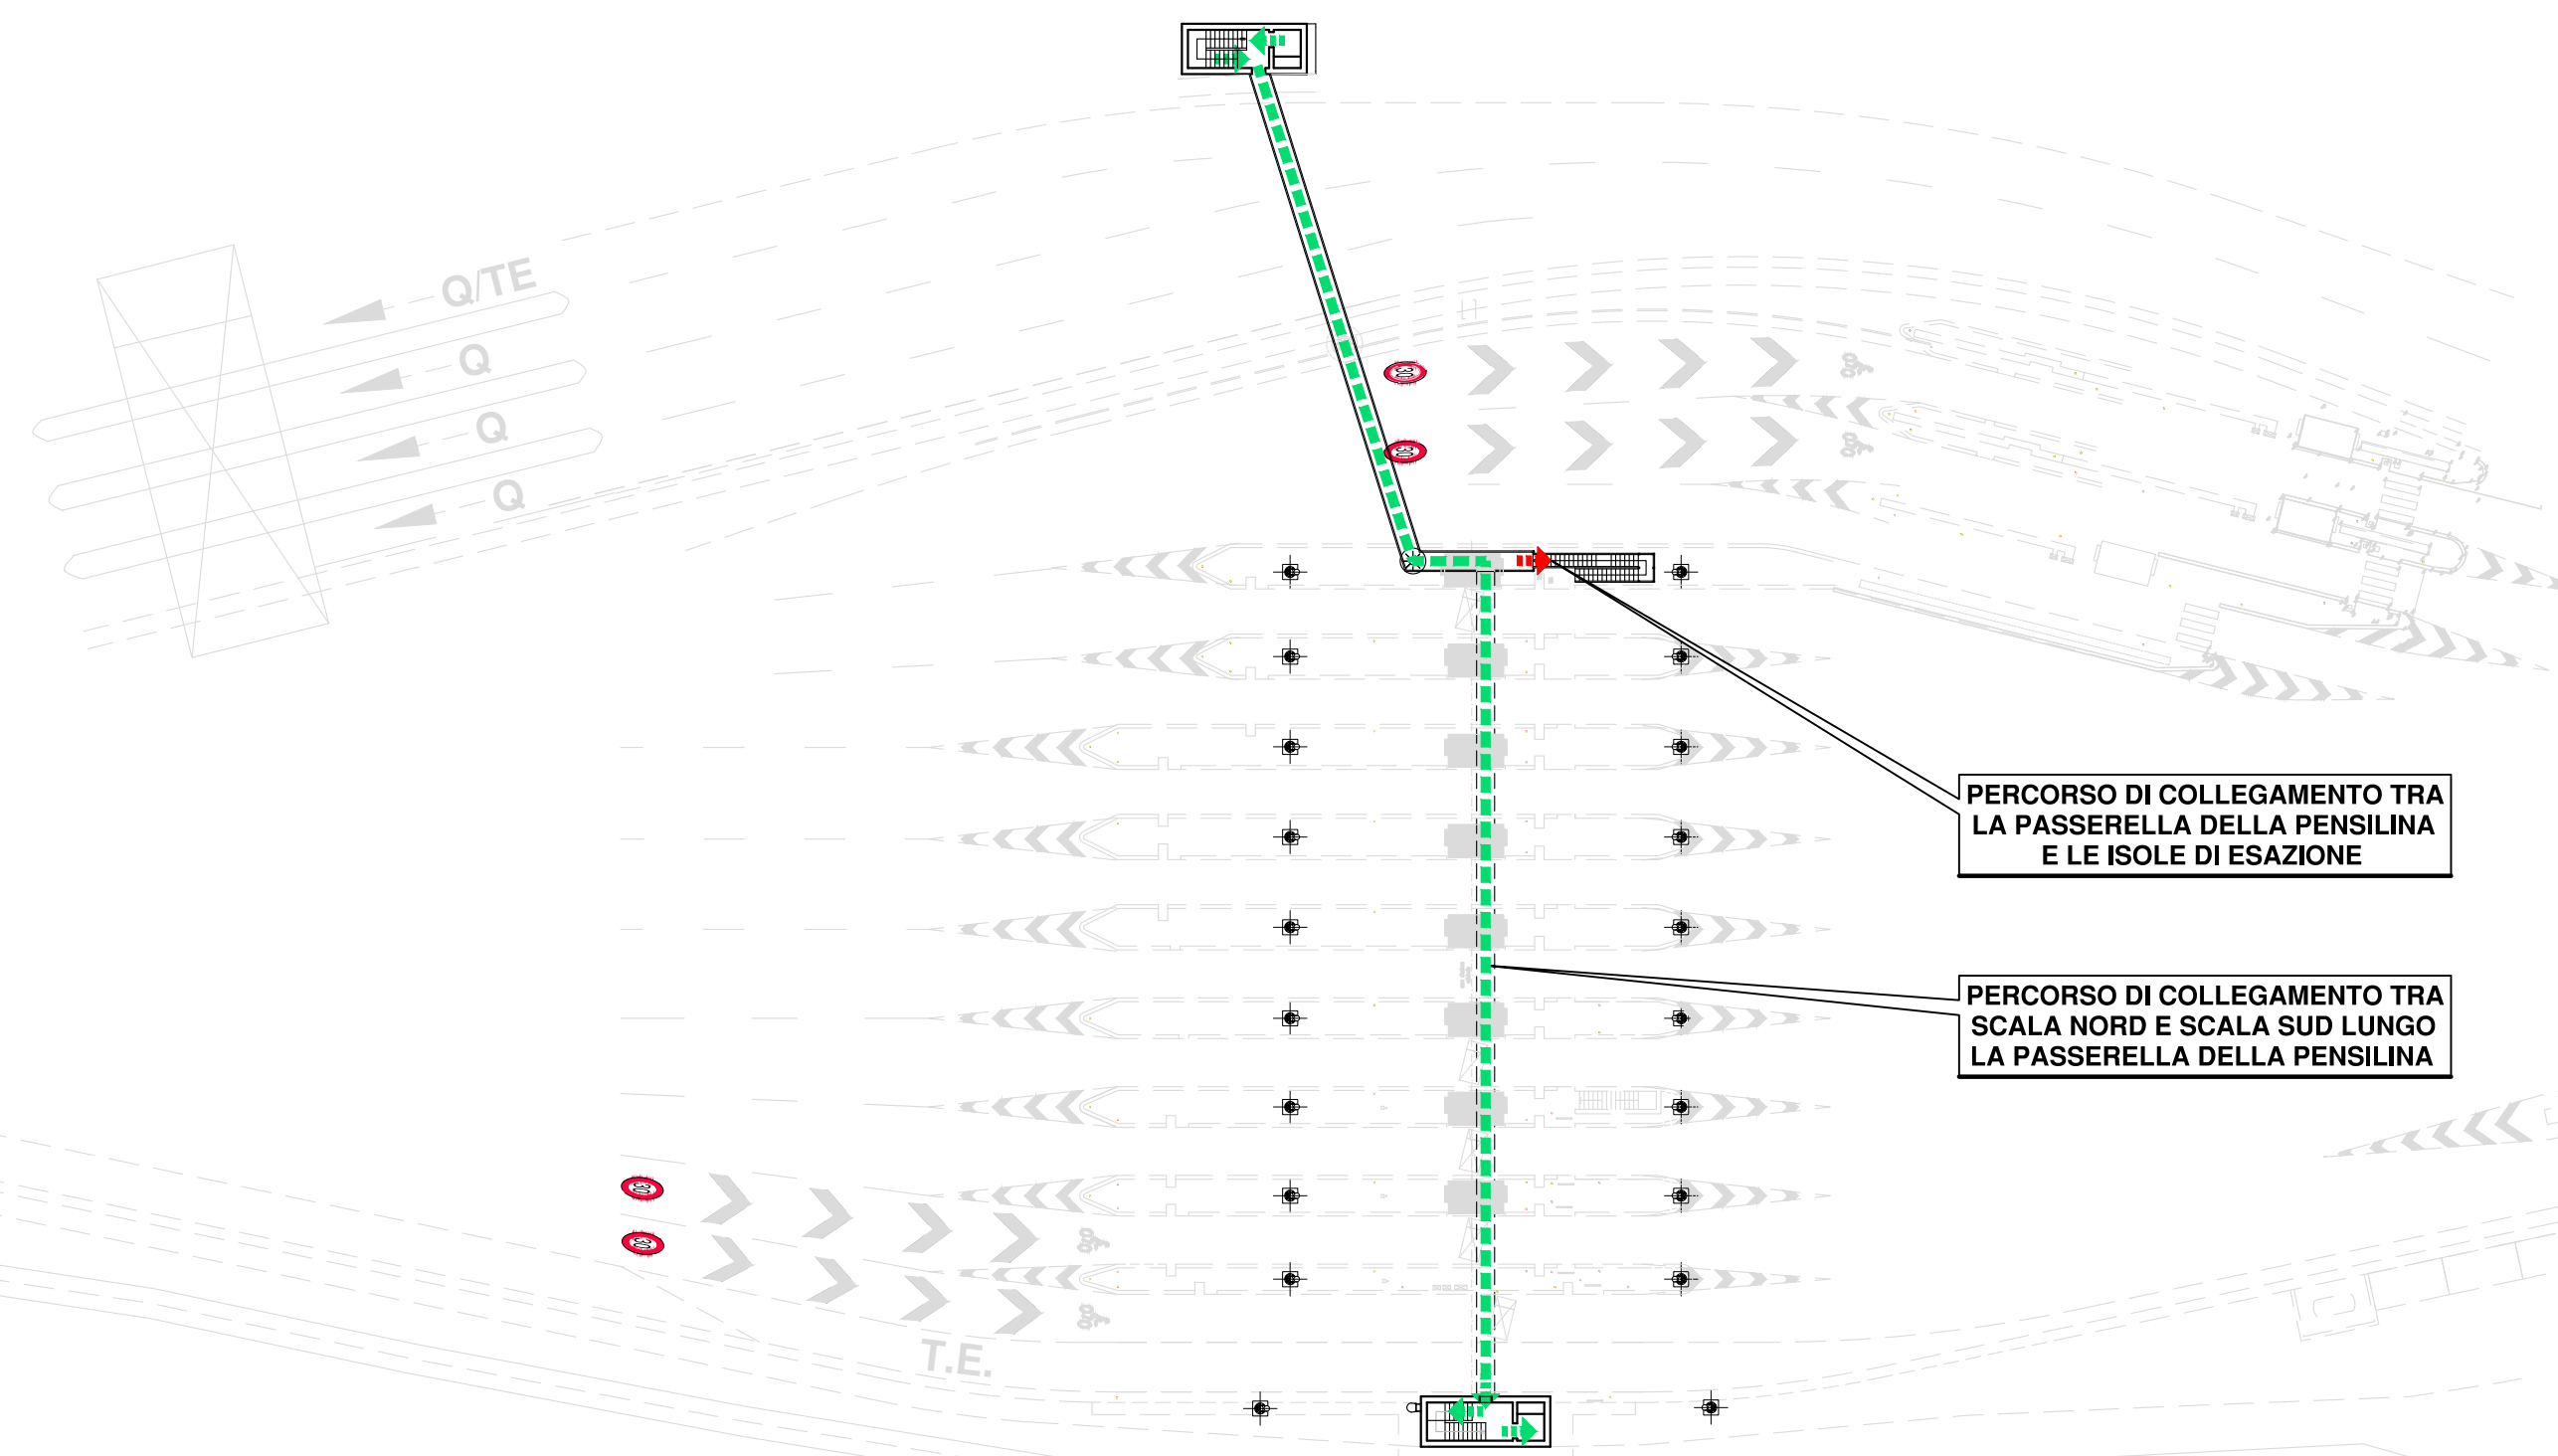 Q/TE
Q
30
Q
30
Q
PERCORSO DI COLLEGAMENTO TRA
LA PASSERELLA DELLA PENSILINA
E LE ISOLE DI ESAZIONE
PERCORSO DI COLLEGAMENTO TRA
SCALA NORD E SCALA SUD LUNGO
LA PASSERELLA DELLA PENSILINA
30
30
T.E.